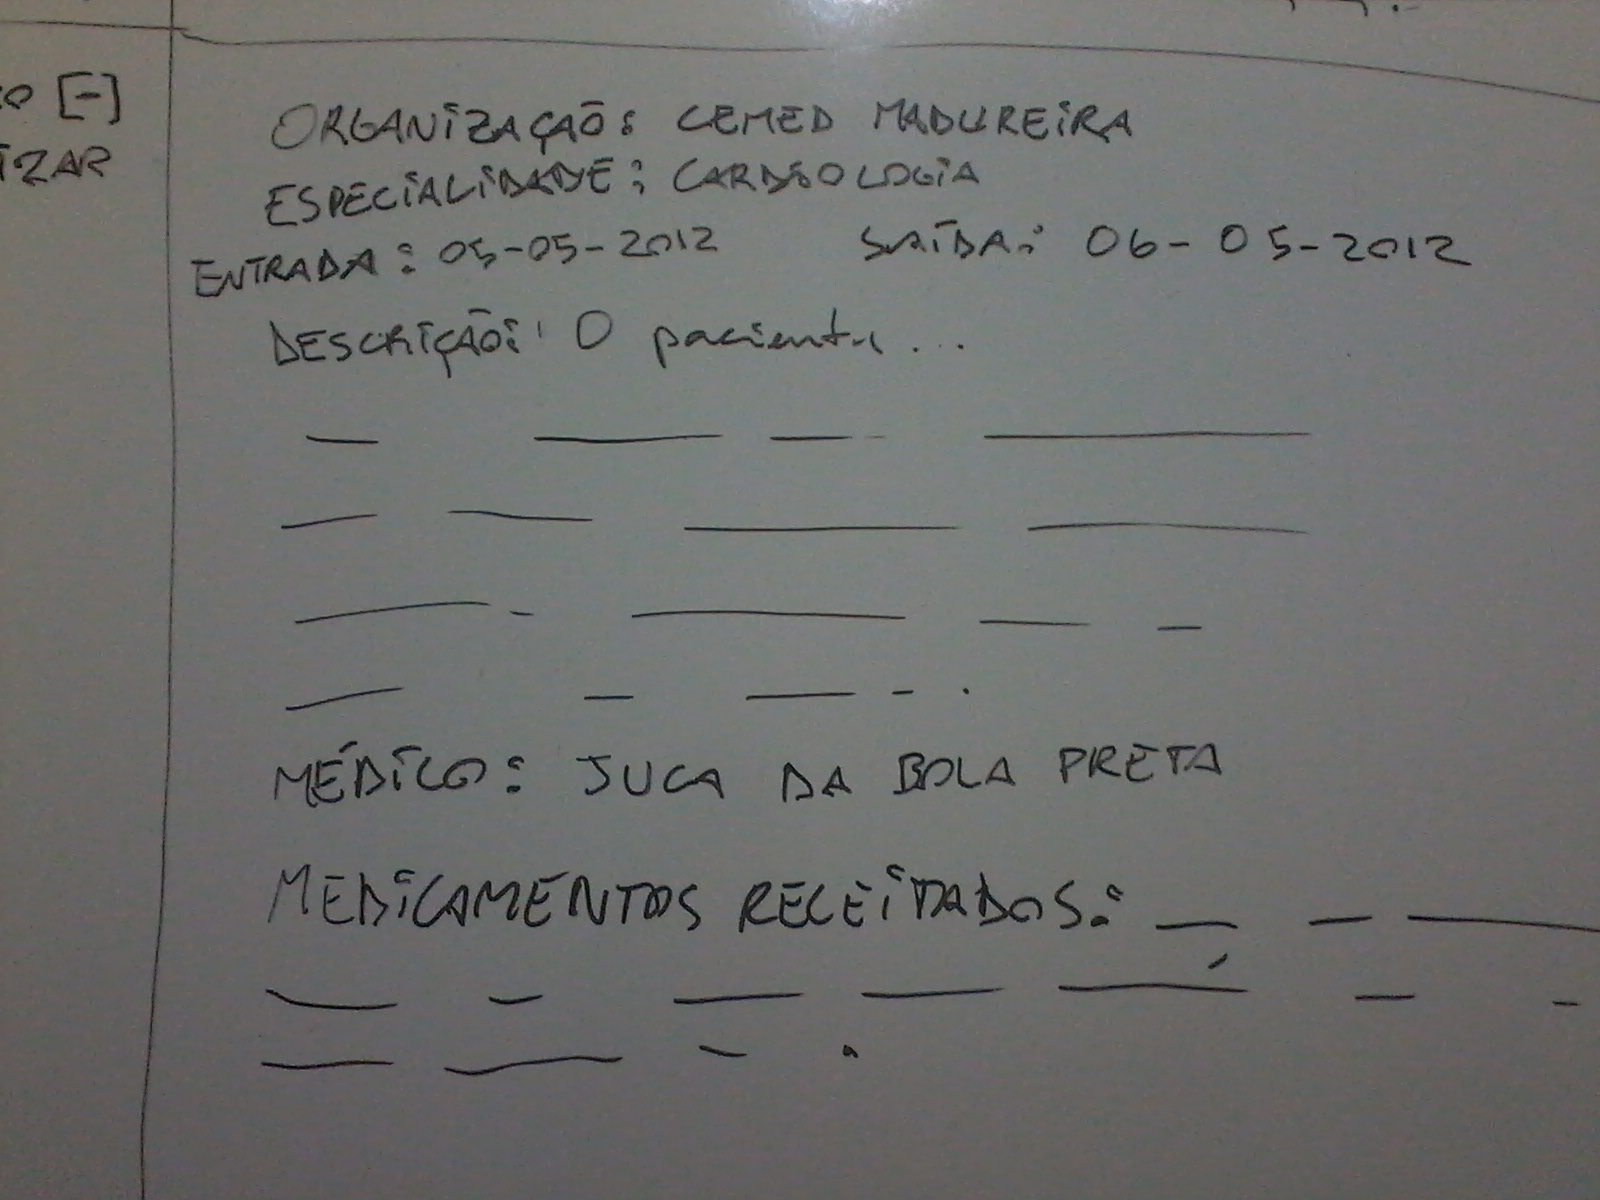 [-]
IZAR
ORGANIZAÇÃO: CEMED MADUREIRA
ESPECIALIDADE: CARDIOLOGIA
ENTRADA: 05-05-2012 SAÍDA: 06-05-2012
DESCRIÇÃO: O paciente...
MÉDICO: JUCA DA BOLA PRETA
MEDICAMENTOS RECEITADOS: